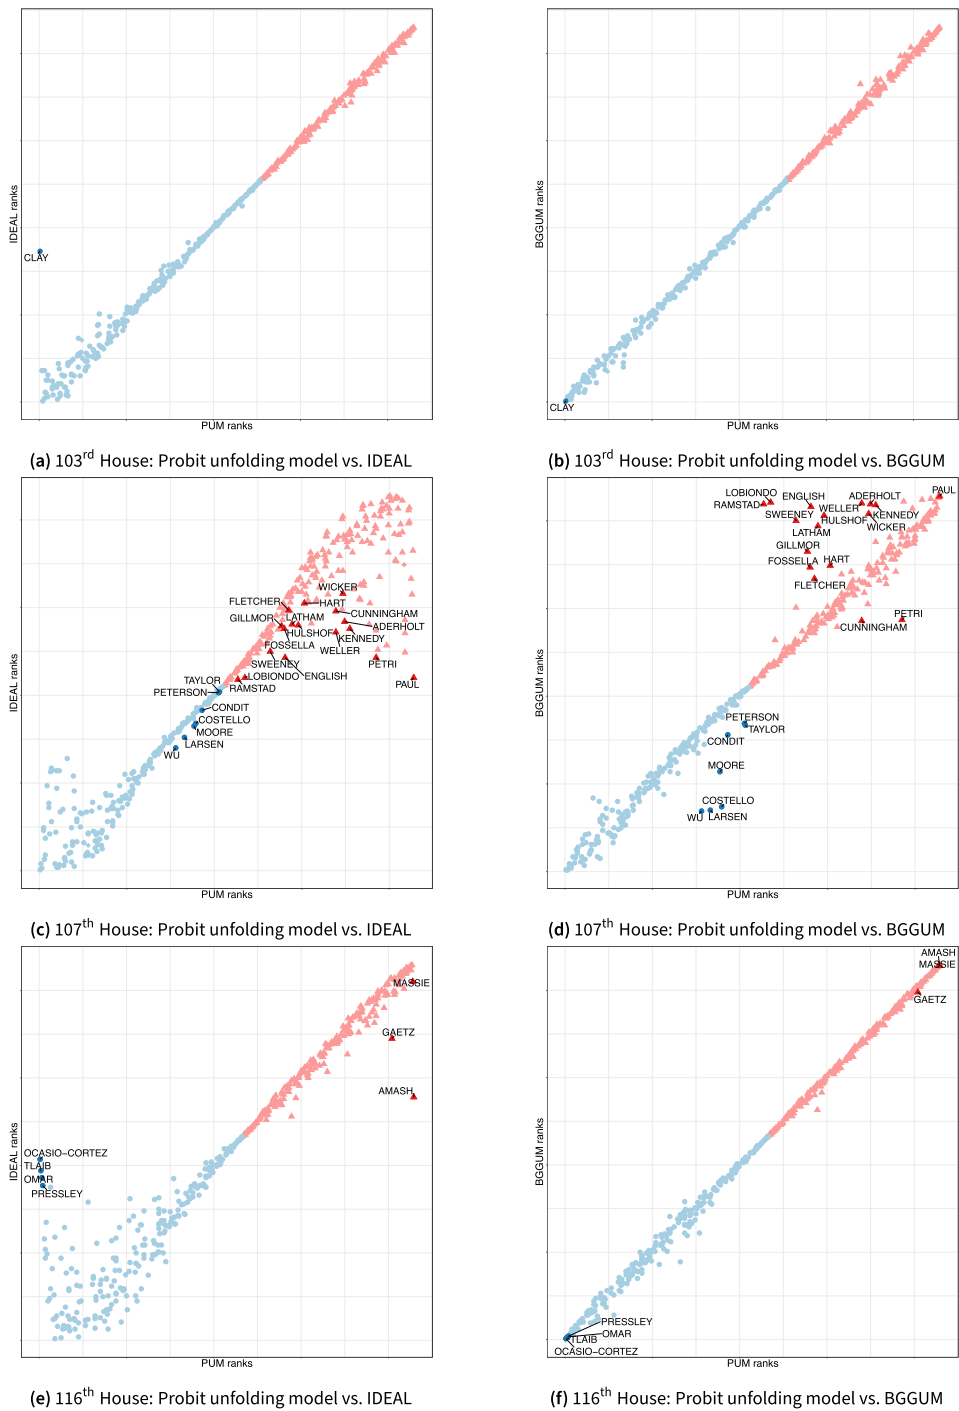 IDEAL ranks
CLAY
PUM ranks
(a) 103rd House: Probit unfolding model vs. IDEAL
BGGUM ranks
CLAY
PUM ranks
(b) 103rd House: Probit unfolding model vs. BGGUM
IDEAL ranks
WICKER
FLETCHER
HART
CUNNINGHAM
GILLMOR
LATHAM
ADERHOLT
HULSHOF
KENNEDY
FOSSELLA
WELLER
SWEENEY
PETRI
LOBIONDO
ENGLISH
TAYLOR
RAMSTAD
PAUL
PETERSON
CONDIT
COSTELLO
MOORE
LARSEN
WU
PUM ranks
(c) 107th House: Probit unfolding model vs. IDEAL
BGGUM ranks
LOBIONDO
ENGLISH
ADERHOLT
PAUL
RAMSTAD
WELLER
SWEENEY
HULSHOF
KENNEDY
LATHAM
WICKER
GILLMOR
FOSSELLA
HART
FLETCHER
PETRI
CUNNINGHAM
PETERSON
TAYLOR
CONDIT
MOORE
COSTELLO
WU
LARSEN
PUM ranks
(d) 107th House: Probit unfolding model vs. BGGUM
IDEAL ranks
MASSIE
GAETZ
AMASH
OCASIO−CORTEZ
TLAIB
OMAR
PRESSLEY
PUM ranks
(e) 116th House: Probit unfolding model vs. IDEAL
BGGUM ranks
AMASH
MASSIE
GAETZ
PRESSLEY
OMAR
TLAIB
OCASIO−CORTEZ
PUM ranks
(f) 116th House: Probit unfolding model vs. BGGUM